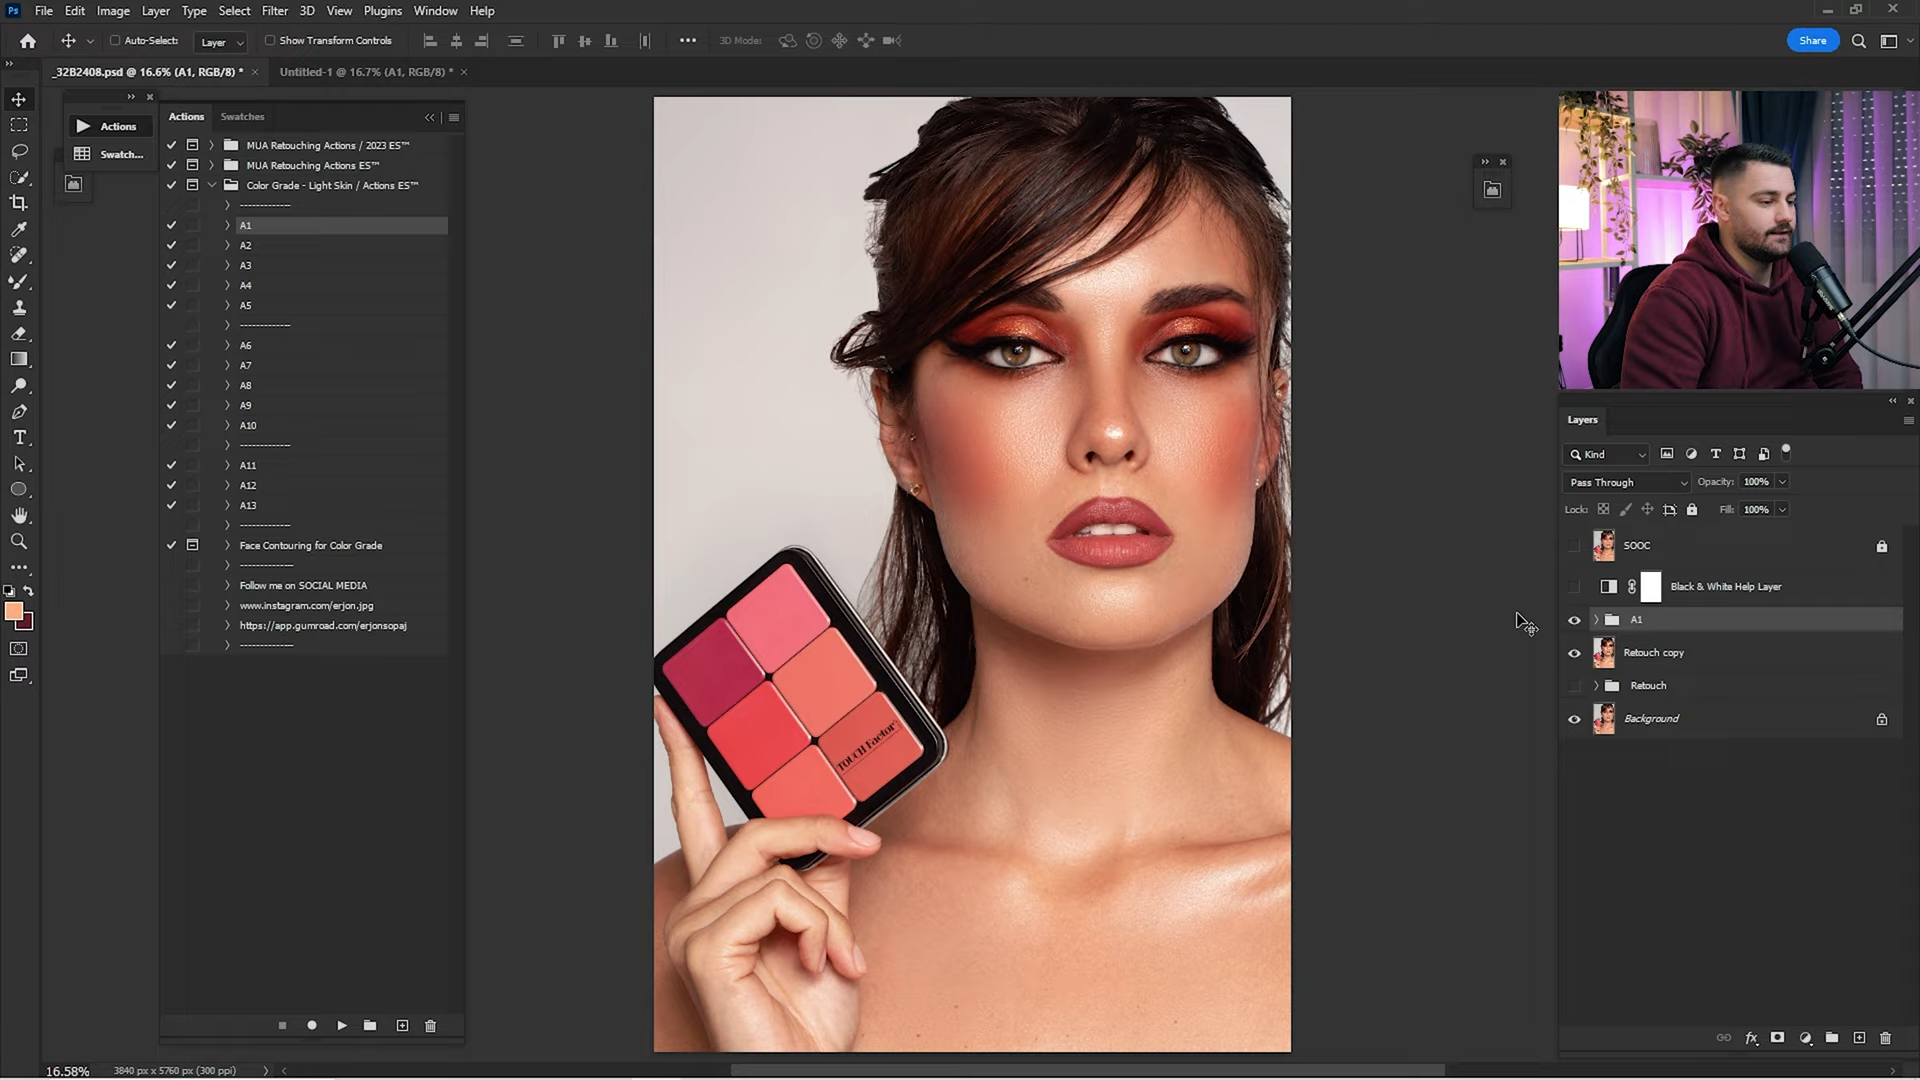 Ps File Edit Image Layer Type Select Filter 3D View Plugins Window Help
Auto-Select: Layer Show Transform Controls 3D Mode: Share
_32B2408.psd @ 16.6% (A1, RGB/8) * Untitled-1 @ 16.7% (A1, RGB/8) *
Actions
Swatch...
Actions Swatches
MUA Retouching Actions / 2023 ES™
MUA Retouching Actions ES™
Color Grade - Light Skin / Actions ES™
-------------
A1
A2
A3
A4
A5
-------------
A6
A7
A8
A9
A10
-------------
A11
A12
A13
-------------
Face Contouring for Color Grade
-------------
Follow me on SOCIAL MEDIA
www.instagram.com/erjon.jpg
https://app.gumroad.com/erjonsopaj
-------------
TOUCH Factor
Layers
Kind
Pass Through Opacity: 100%
Lock: Fill: 100%
SOOC
Black & White Help Layer
A1
Retouch copy
Retouch
Background
16.58% 3840 px x 5760 px (300 ppi)